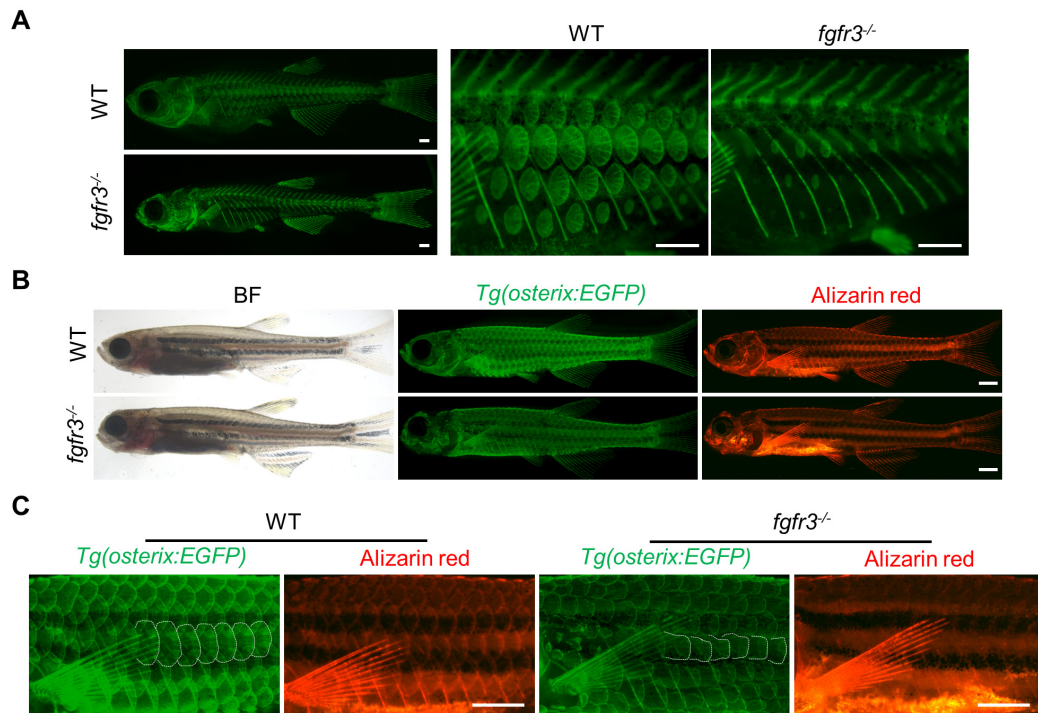 A
WT
fgfr3-/-
WT
fgfr3-/-
B
BF
Tg(osterix:EGFP)
Alizarin red
WT
fgfr3-/-
C
WT
fgfr3-/-
Tg(osterix:EGFP)
Alizarin red
Tg(osterix:EGFP)
Alizarin red